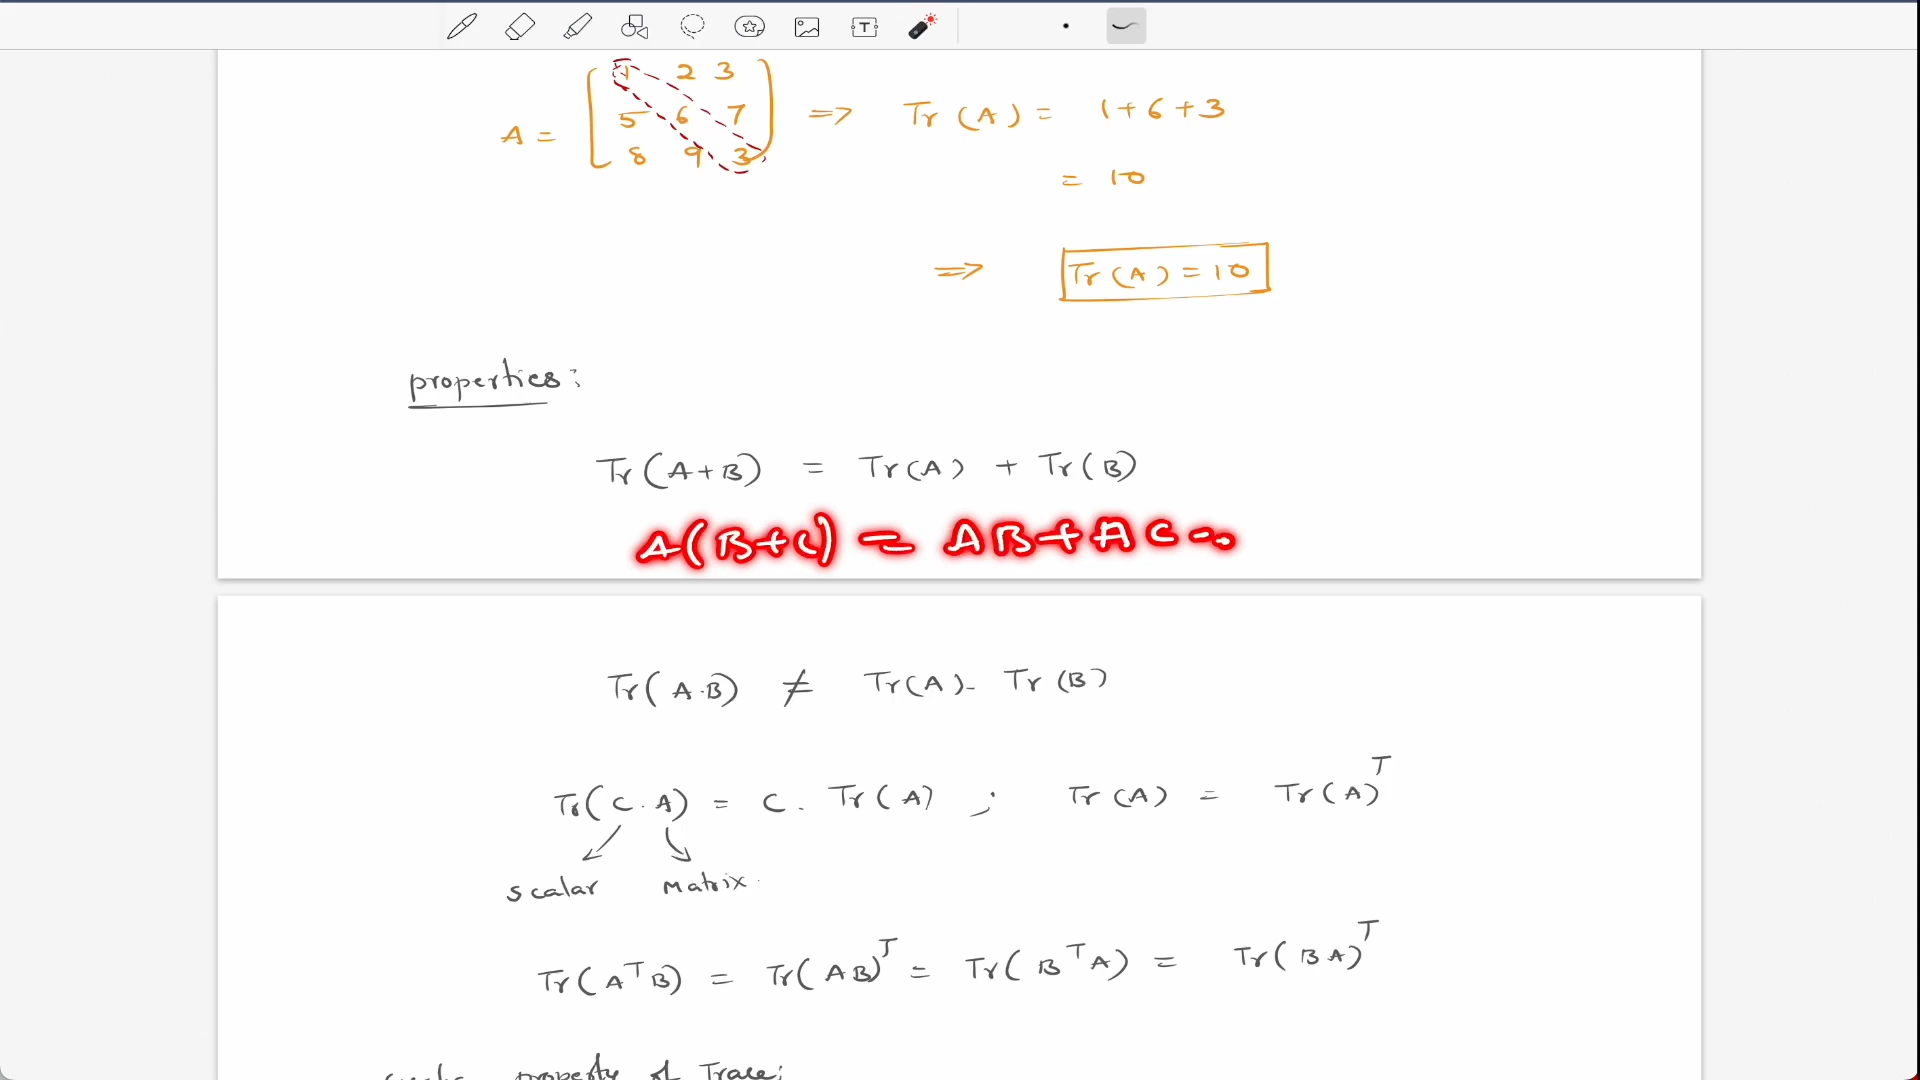 A = [ 1 2 3
5 6 7
8 9 3 ] => Tr (A) = 1+6+3
= 10
=> Tr (A) = 10
properties:
Tr (A+B) = Tr (A) + Tr (B)
A(B+C) = AB+AC
Tr( A.B) ≠ Tr(A). Tr (B)
Tr( C. A) = C. Tr ( A) ; Tr (A) = Tr ( A)^T
scalar matrix.
Tr( A^T B) = Tr( AB)^T = Tr( B^T A) = Tr( BA)^T
property of Trace: